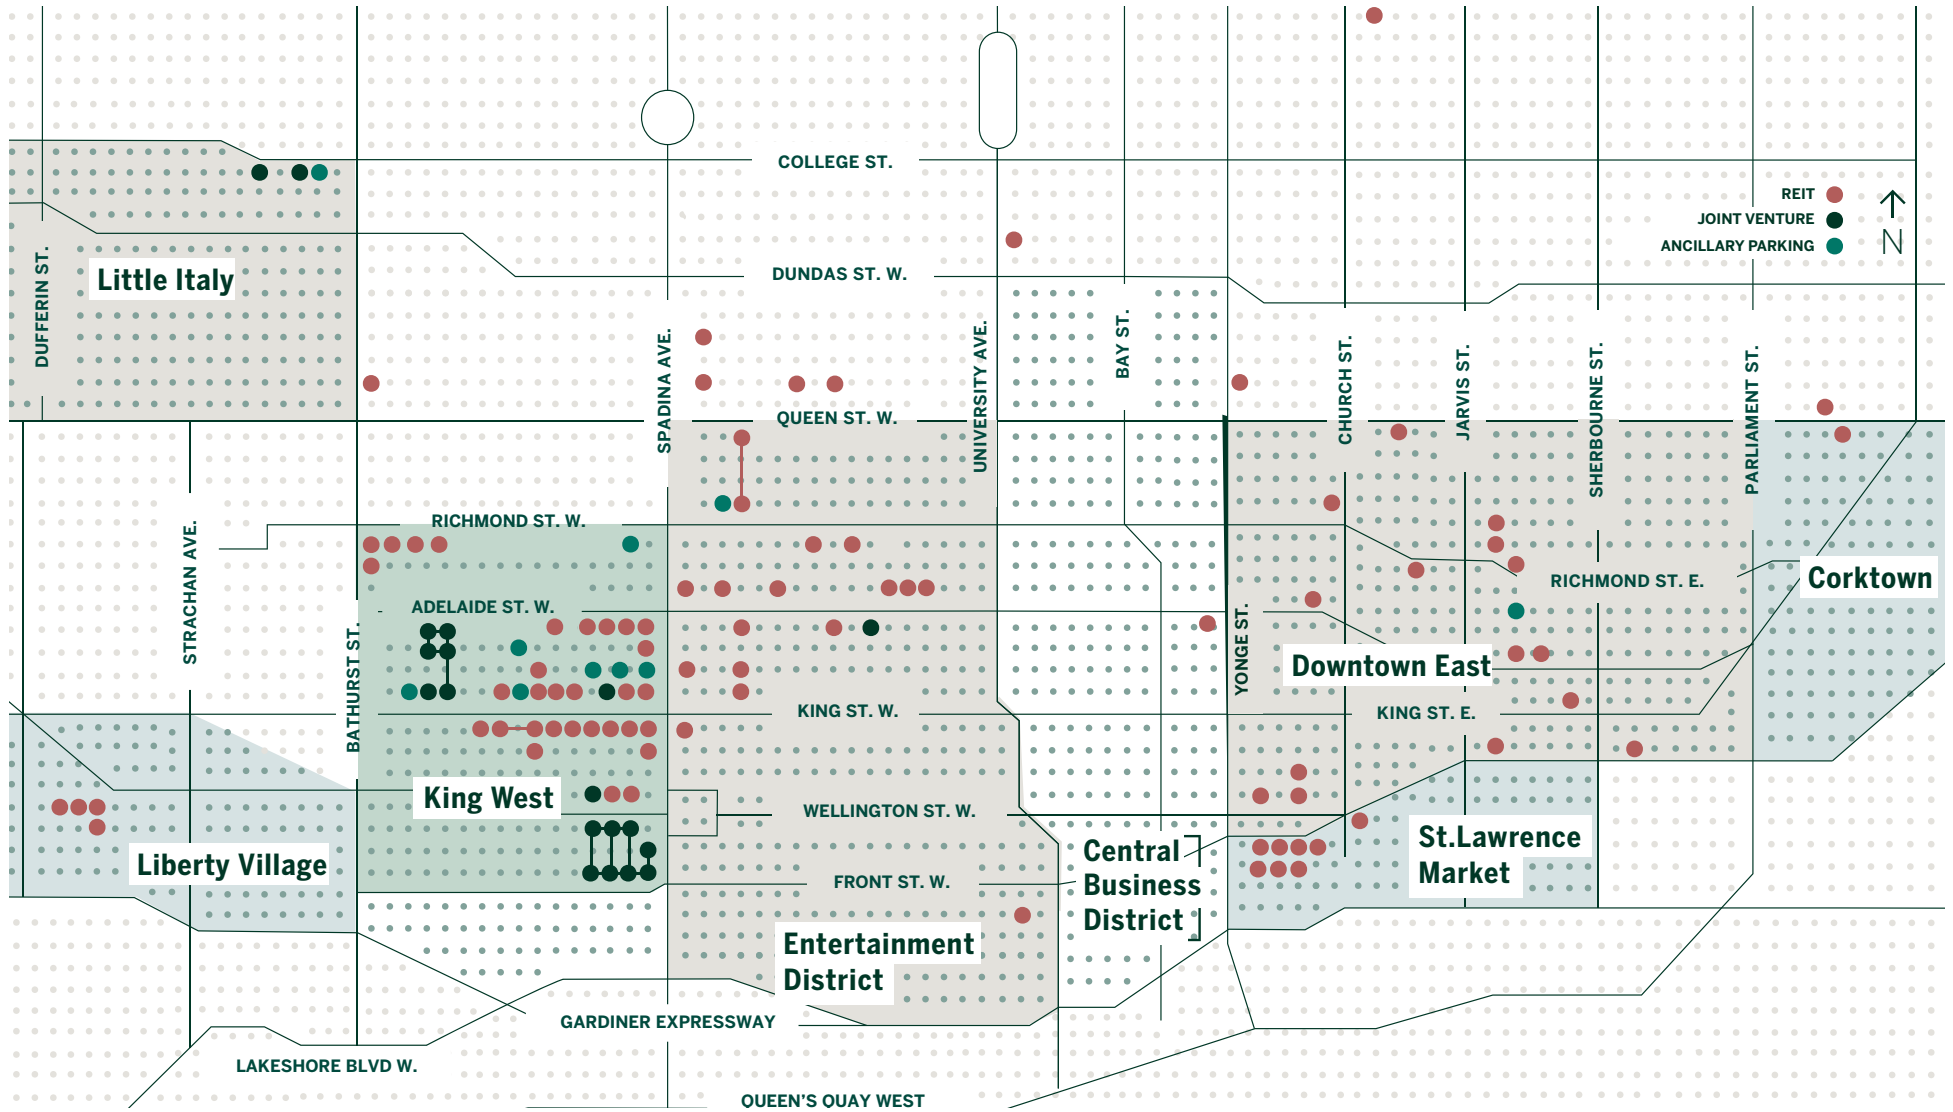 COLLEGE ST.
REIT
JOINT VENTURE
ANCILLARY PARKING
N
Little Italy
DUNDAS ST. W.
DUFFERIN ST.
SPADINA AVE.
UNIVERSITY AVE.
BAY ST.
CHURCH ST.
JARVIS ST.
SHERBOURNE ST.
PARLIAMENT ST.
QUEEN ST. W.
STRACHAN AVE.
RICHMOND ST. W.
RICHMOND ST. E.
Corktown
ADELAIDE ST. W.
BATHURST ST.
YONGE ST.
Downtown East
KING ST. W.
KING ST. E.
King West
WELLINGTON ST. W.
Liberty Village
Central
Business
District
St.Lawrence
Market
FRONT ST. W.
Entertainment
District
GARDINER EXPRESSWAY
LAKESHORE BLVD W.
QUEEN'S QUAY WEST